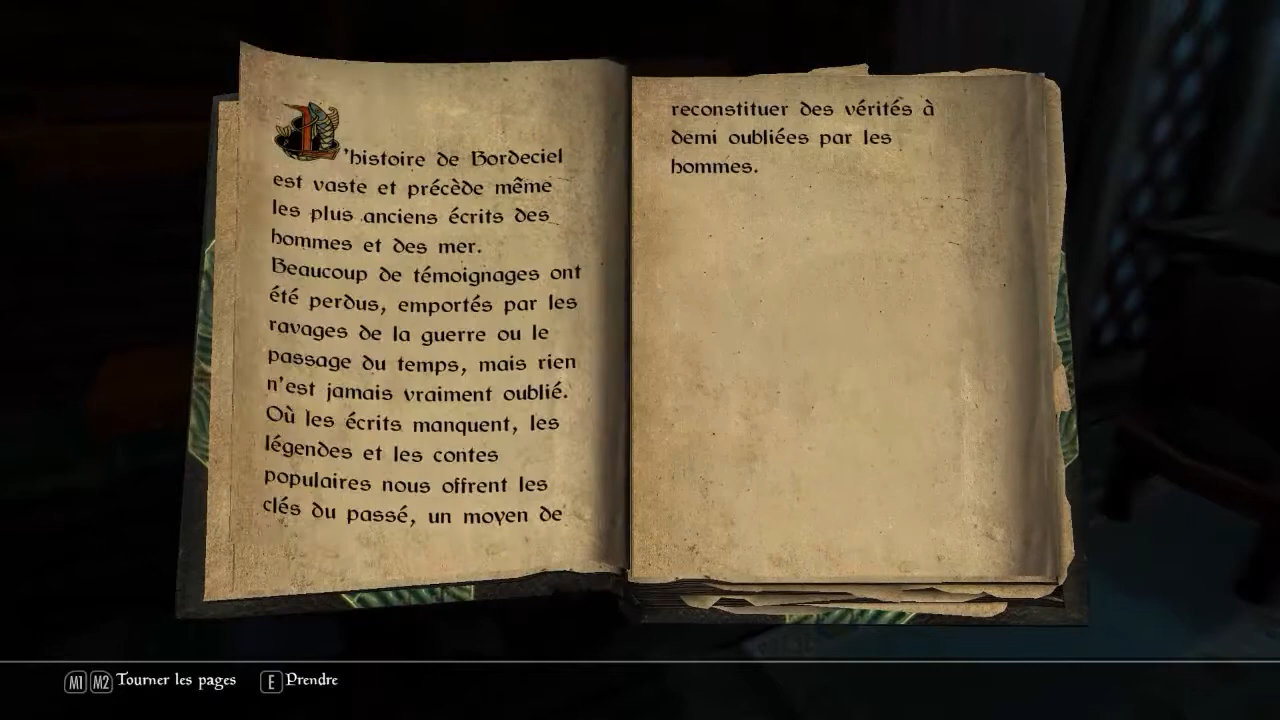 L'histoire de Bordeciel
est vaste et précède même
les plus anciens écrits des
hommes et des mer.
Beaucoup de témoignages ont
été perdus, emportés par les
ravages de la guerre ou le
passage du temps, mais rien
n'est jamais vraiment oublié.
Où les écrits manquent, les
légendes et les contes
populaires nous offrent les
clés du passé, un moyen de
reconstituer des vérités à
demi oubliées par les
hommes.
M1 M2 Tourner les pages E Prendre